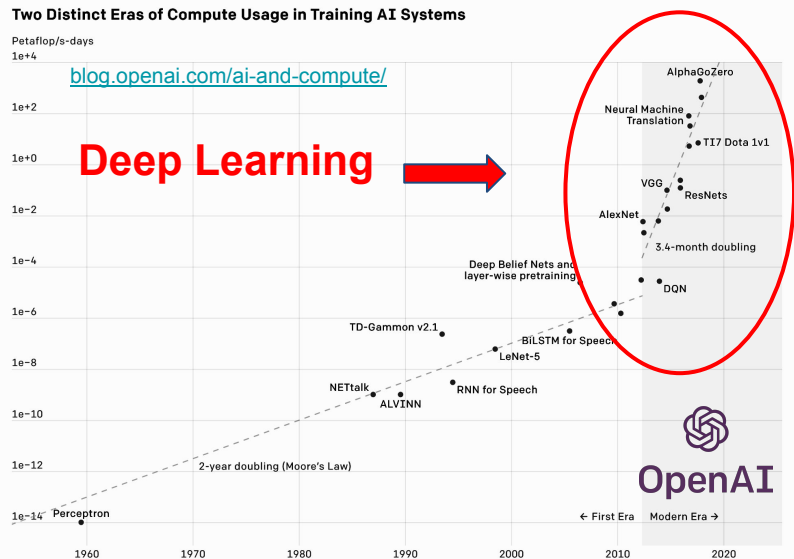 Two Distinct Eras of Compute Usage in Training AI Systems
Petaflop/s-days
1e+4
blog.openai.com/ai-and-compute/
AlphaGoZero
1e+2
Neural Machine
Translation
TI7 Dota 1v1
Deep Learning
1e+0
VGG
ResNets
1e-2
AlexNet
3.4-month doubling
1e-4
Deep Belief Nets and
layer-wise pretraining
DQN
1e-6
TD-Gammon v2.1
BiLSTM for Speech
LeNet-5
1e-8
NETtalk
RNN for Speech
ALVINN
1e-10
1e-12
2-year doubling (Moore's Law)
OpenAI
1e-14
Perceptron
← First Era
Modern Era →
1960
1970
1980
1990
2000
2010
2020